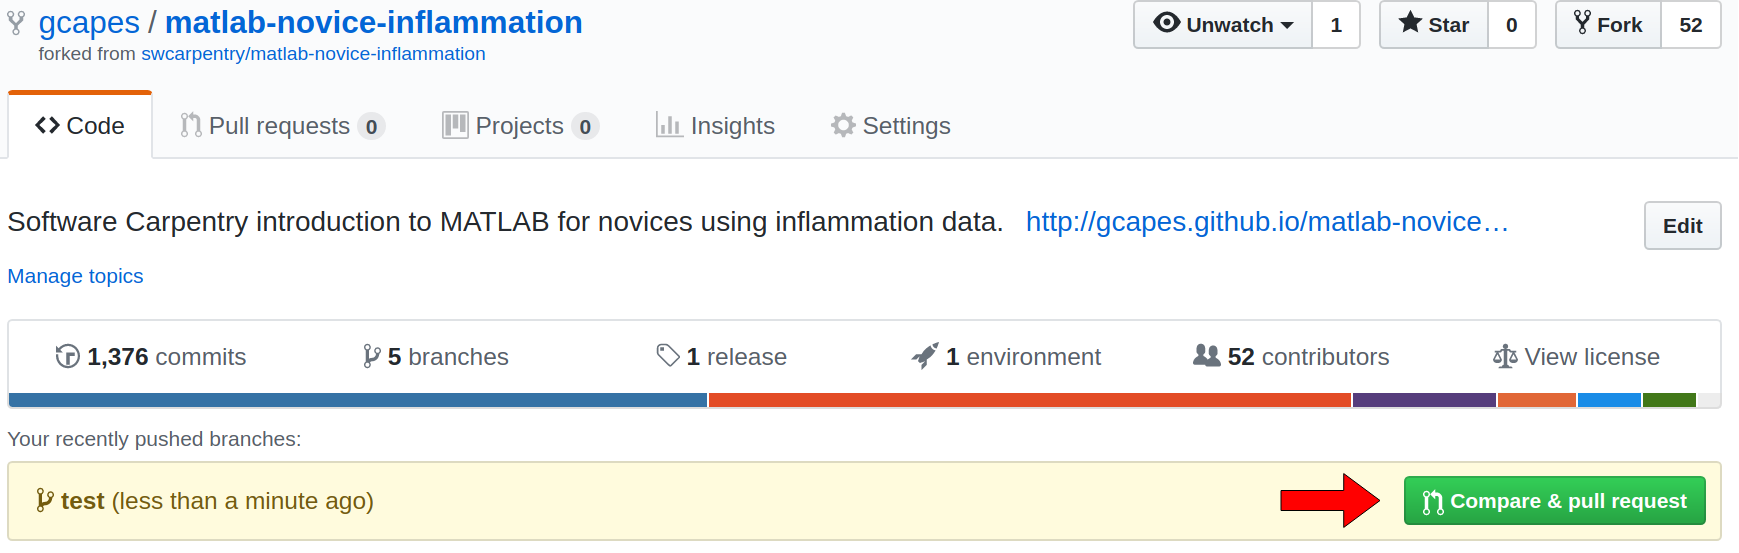 gcapes / matlab-novice-inflammation
forked from swcarpentry/matlab-novice-inflammation
Unwatch 1 Star 0 Fork 52
Code Pull requests 0 Projects 0 Insights Settings
Software Carpentry introduction to MATLAB for novices using inflammation data. http://gcapes.github.io/matlab-novice… Edit
Manage topics
1,376 commits 5 branches 1 release 1 environment 52 contributors View license
Your recently pushed branches:
test (less than a minute ago) Compare & pull request